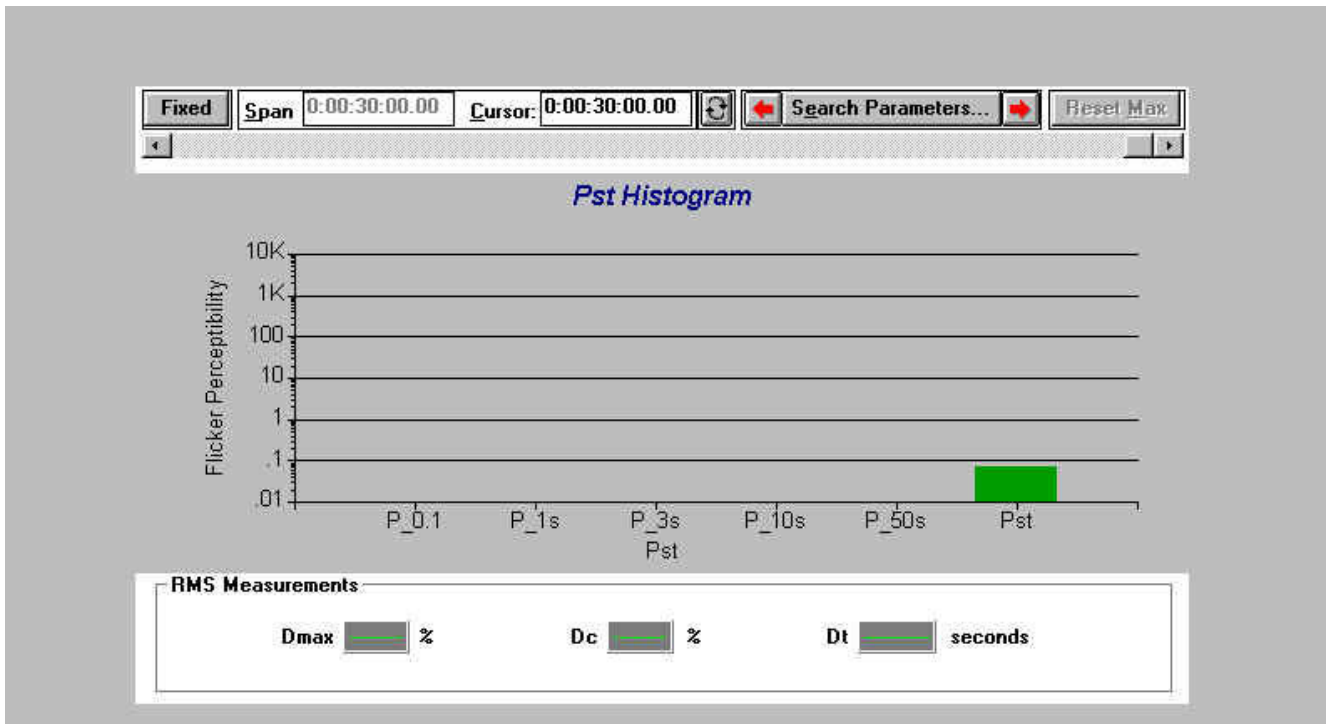 Fixed Span 0:00:30:00.00 Cursor: 0:00:30:00.00 Search Parameters... Reset Max
Pst Histogram
Flicker Perceptibility
10K
1K
100
10
1
.1
.01
P_0.1 P_1s P_3s P_10s P_50s Pst
Pst
RMS Measurements
Dmax % Dc % Dt seconds